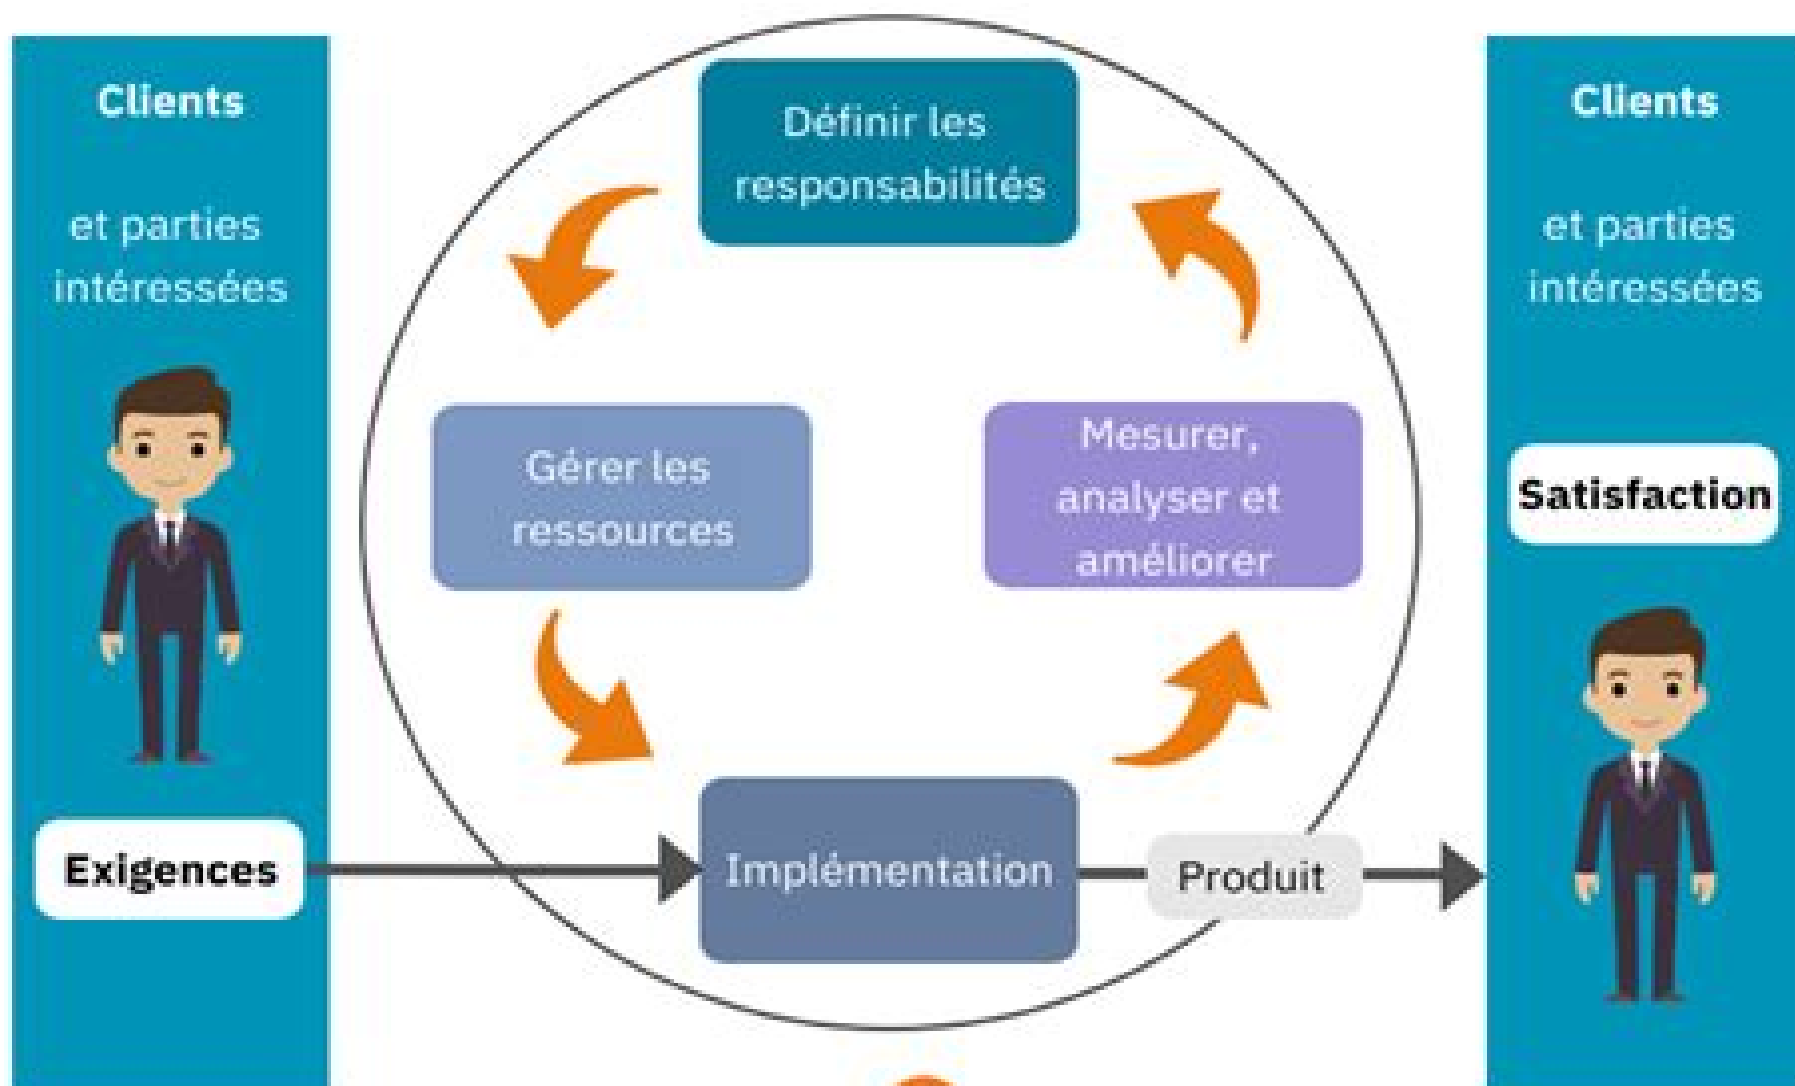 Clients
et parties
intéressées
Exigences
Définir les
responsabilités
Gérer les
ressources
Mesurer,
analyser et
améliorer
Implémentation
Produit
Clients
et parties
intéressées
Satisfaction